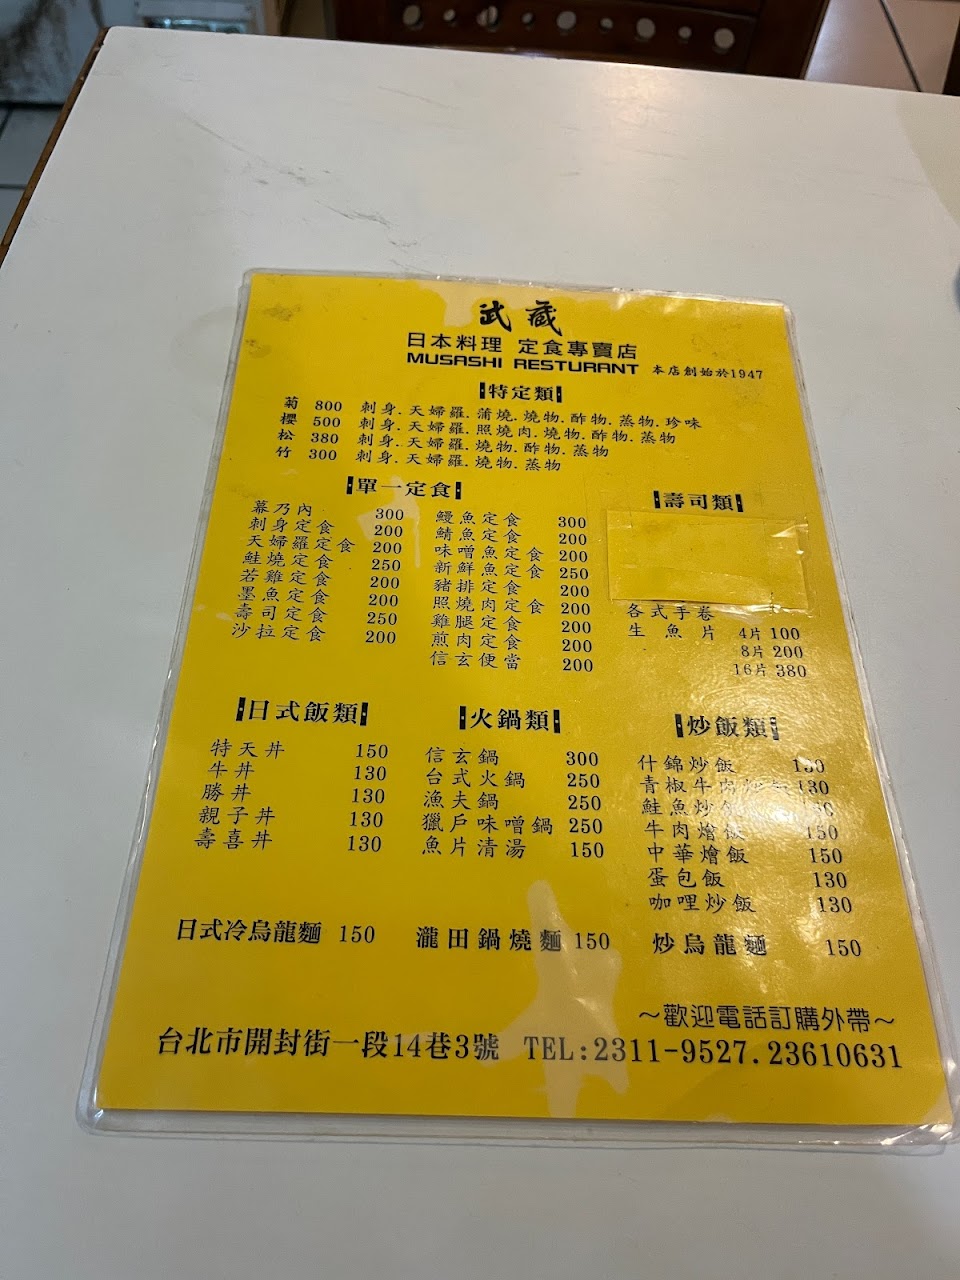 武藏
日本料理 定食專賣店
MUSASHI RESTURANT 本店創始於1947
特定類
菊 800 刺身.天婦羅.蒲燒.燒物.酢物.蒸物.珍味
櫻 500 刺身.天婦羅.照燒肉.燒物.酢物.蒸物
松 380 刺身.天婦羅.燒物.酢物.蒸物
竹 300 刺身.天婦羅.燒物.蒸物
單一定食
幕乃內 300
刺身定食 200
天婦羅定食 200
鮭燒定食 250
若雞定食 200
墨魚定食 200
壽司定食 250
沙拉定食 200
鰻魚定食 300
鯖魚定食 200
味噌魚定食 200
新鮮魚定食 250
豬排定食 200
照燒肉定食 200
雞腿定食 200
煎肉定食 200
信玄便當 200
壽司類
各式手卷
生魚片 4片 100
8片 200
16片 380
日式飯類
特天丼 150
牛丼 130
勝丼 130
親子丼 130
壽喜丼 130
火鍋類
信玄鍋 300
台式火鍋 250
漁夫鍋 250
獵戶味噌鍋 250
魚片清湯 150
炒飯類
什錦炒飯 130
青椒牛肉炒飯 130
鮭魚炒飯
牛肉燴飯 150
中華燴飯 150
蛋包飯 130
咖哩炒飯 130
日式冷烏龍麵 150
瀧田鍋燒麵 150
炒烏龍麵 150
～歡迎電話訂購外帶～
台北市開封街一段14巷3號 TEL:2311-9527.23610631